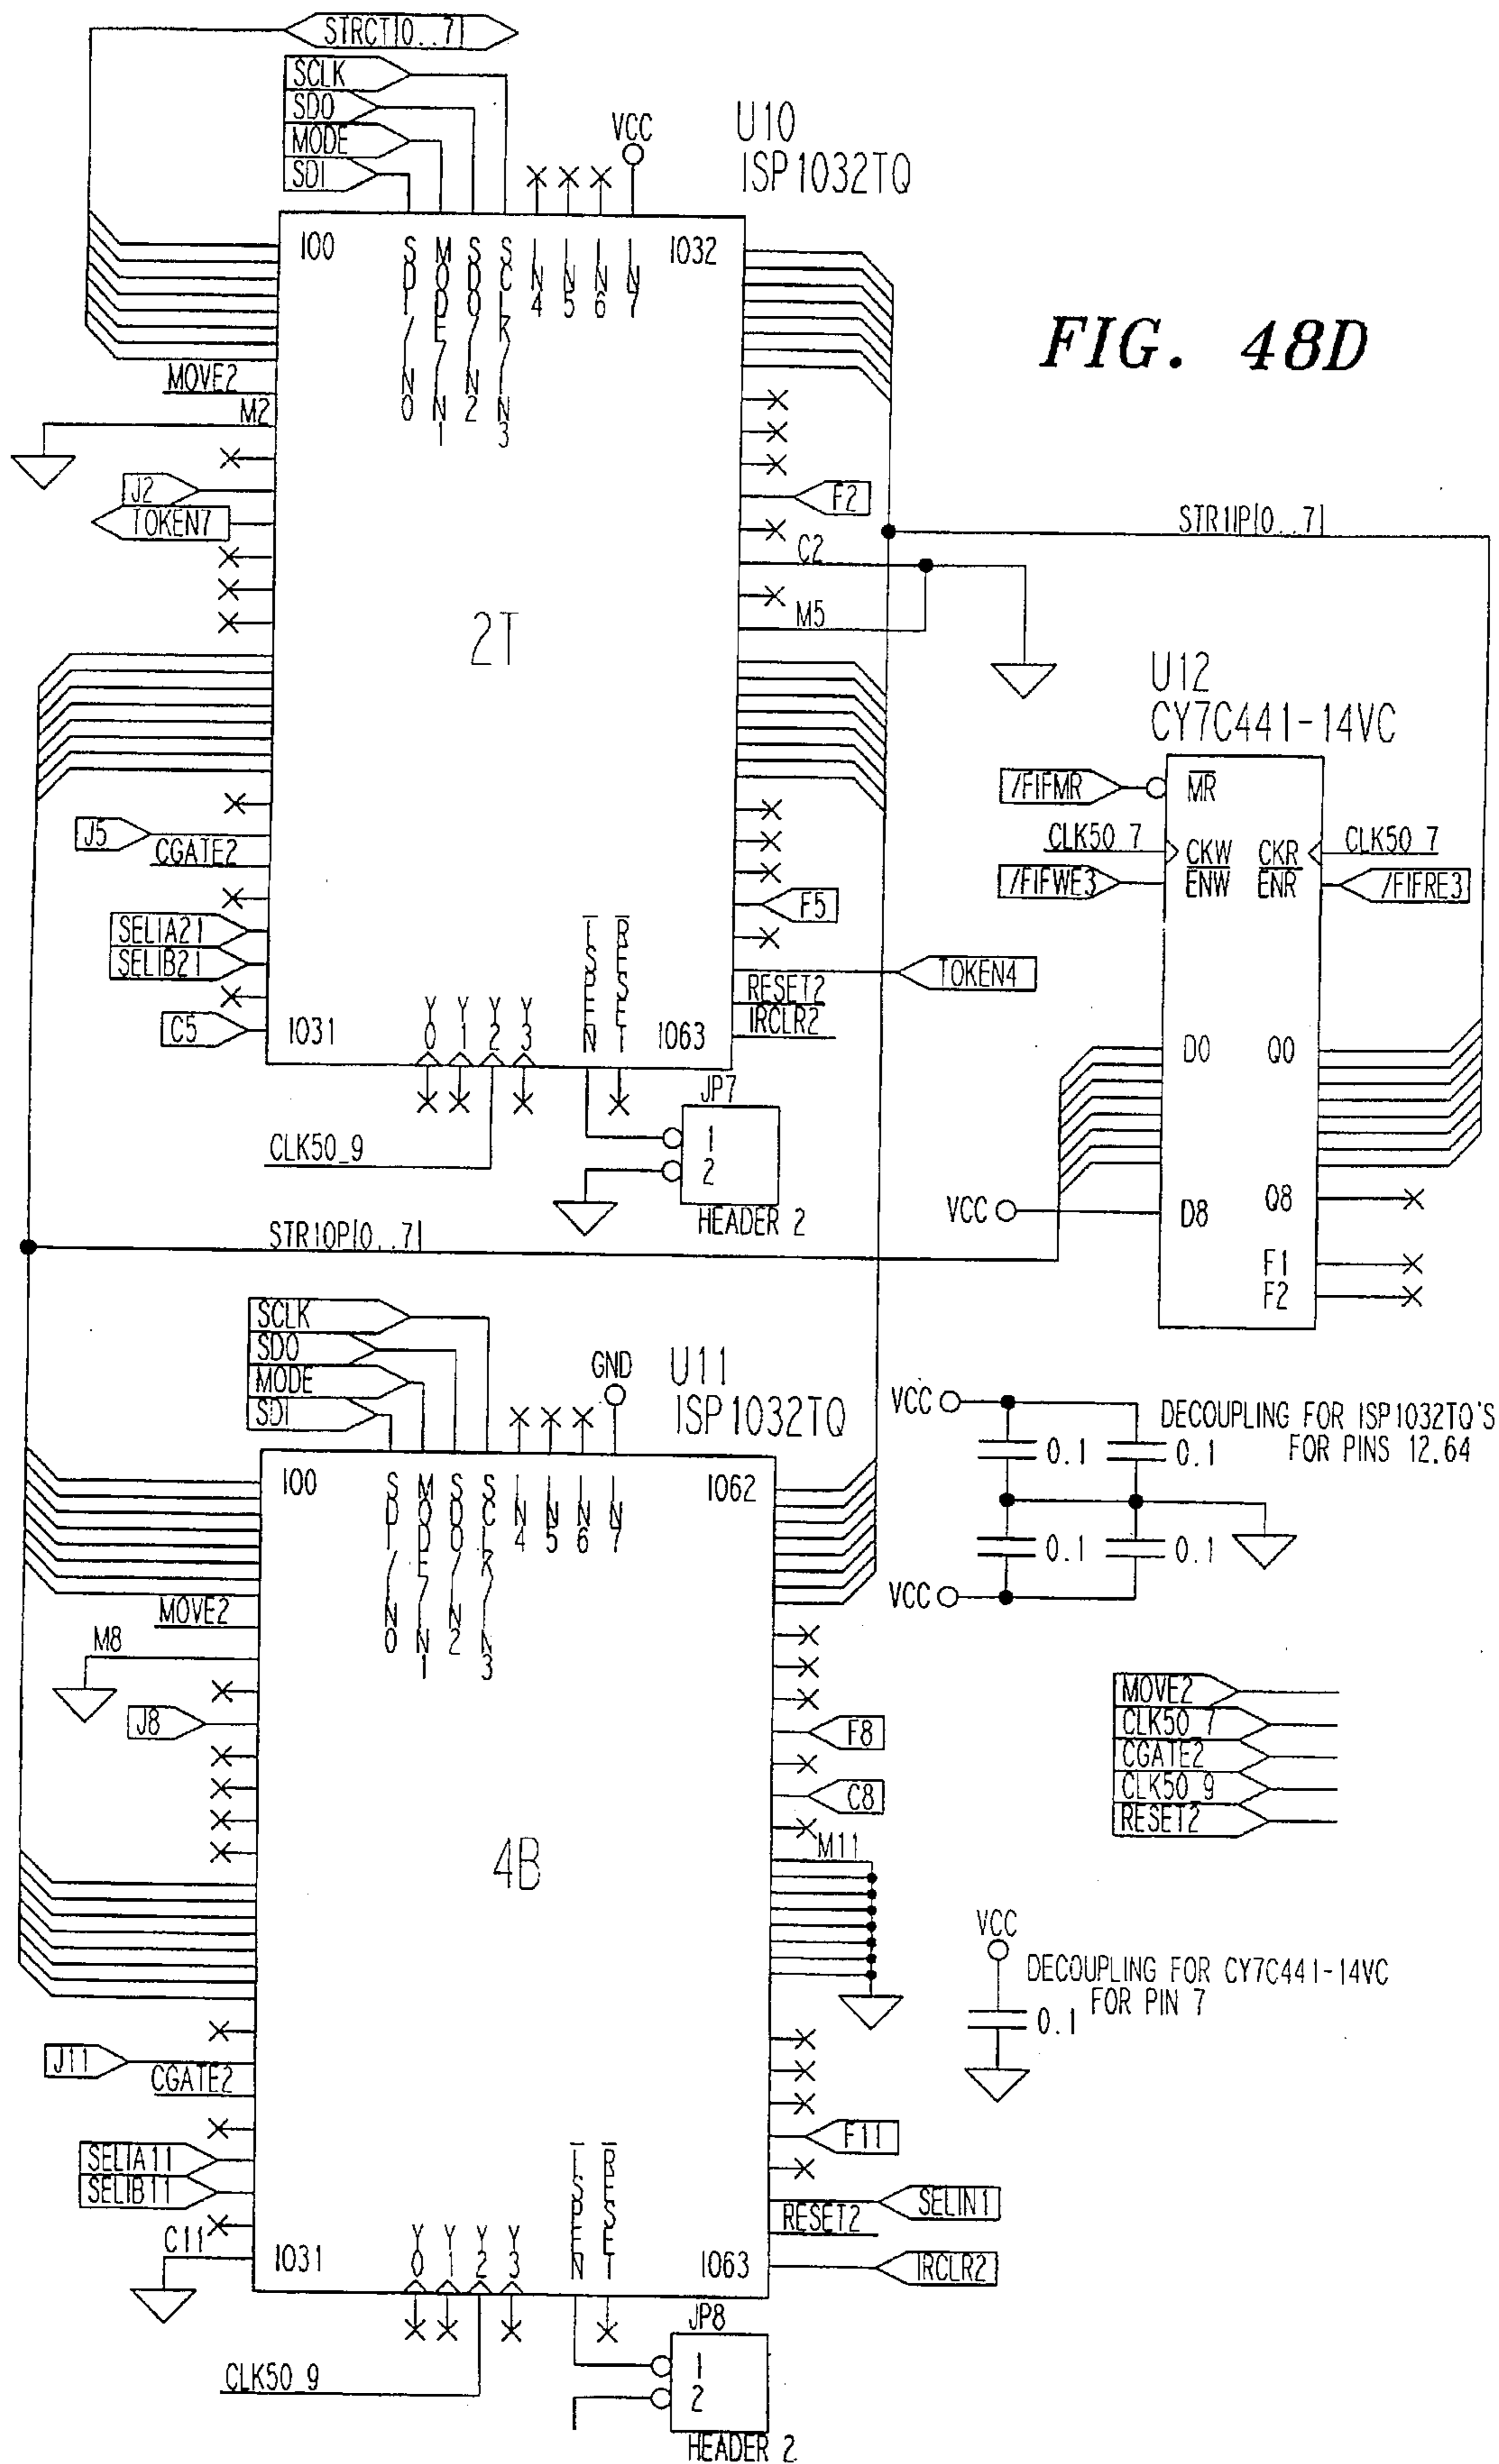 STRCT[0..7]
SCLK
SDO
MODE
SDI
VCC
U10
ISP1032TQ
FIG. 48D
IO0
SDI/IN0
MODE/IN1
SDO/IN2
SCLK/IN3
IN4
IN5
IN6
IN7
IO32
MOVE2
M2
J2
TOKEN7
F2
C2
M5
STR1IP[0..7]
2T
U12
CY7C441-14VC
/FIFMR
MR
CLK50_7
CKW
CKR
CLK50_7
/FIFWE3
ENW
ENR
/FIFRE3
J5
CGATE2
F5
SELIA21
SELIB21
C5
TOKEN4
RESET2
IRCLR2
IO31
Y0
Y1
Y2
Y3
ISPEN
RESET
IO63
D0
Q0
JP7
1
2
HEADER 2
CLK50_9
VCC
D8
Q8
F1
F2
STR1OP[0..7]
SCLK
SDO
MODE
SDI
GND
U11
ISP1032TQ
IO0
SDI/IN0
MODE/IN1
SDO/IN2
SCLK/IN3
IN4
IN5
IN6
IN7
IO62
VCC
0.1
0.1
DECOUPLING FOR ISP1032TQ'S
FOR PINS 12.64
0.1
0.1
VCC
MOVE2
M8
J8
F8
C8
M11
4B
MOVE2
CLK50_7
CGATE2
CLK50_9
RESET2
VCC
DECOUPLING FOR CY7C441-14VC
FOR PIN 7
0.1
J11
CGATE2
F11
SELIA11
SELIB11
C11
SELIN1
RESET2
IRCLR2
IO31
Y0
Y1
Y2
Y3
ISPEN
RESET
IO63
JP8
1
2
HEADER 2
CLK50_9